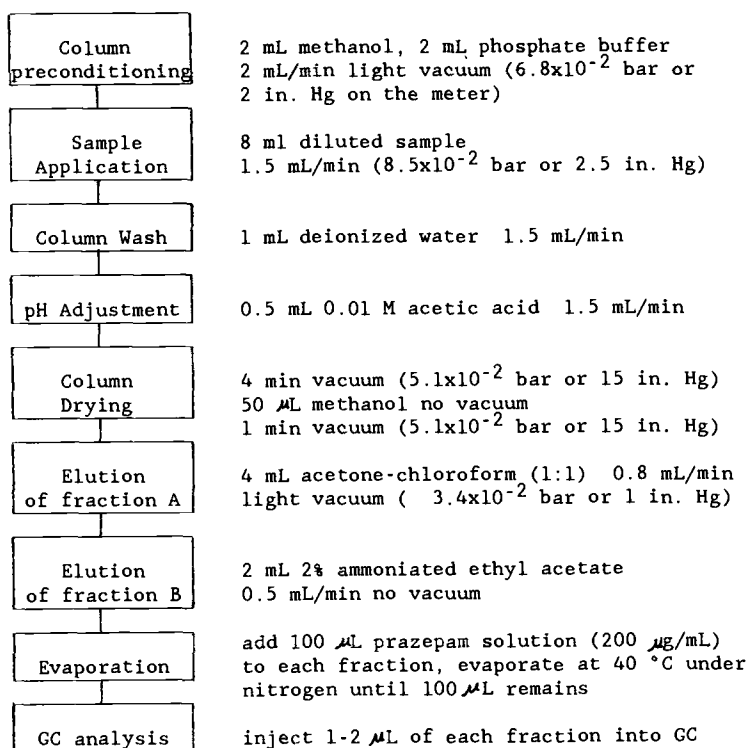 Column
preconditioning
2 mL methanol, 2 mL phosphate buffer
2 mL/min light vacuum (6.8x10⁻² bar or
2 in. Hg on the meter)
Sample
Application
8 ml diluted sample
1.5 mL/min (8.5x10⁻² bar or 2.5 in. Hg)
Column Wash
1 mL deionized water 1.5 mL/min
pH Adjustment
0.5 mL 0.01 M acetic acid 1.5 mL/min
Column
Drying
4 min vacuum (5.1x10⁻² bar or 15 in. Hg)
50 µL methanol no vacuum
1 min vacuum (5.1x10⁻² bar or 15 in. Hg)
Elution
of fraction A
4 mL acetone-chloroform (1:1) 0.8 mL/min
light vacuum ( 3.4x10⁻² bar or 1 in. Hg)
Elution
of fraction B
2 mL 2% ammoniated ethyl acetate
0.5 mL/min no vacuum
Evaporation
add 100 µL prazepam solution (200 µg/mL)
to each fraction, evaporate at 40 °C under
nitrogen until 100 µL remains
GC analysis
inject 1-2 µL of each fraction into GC